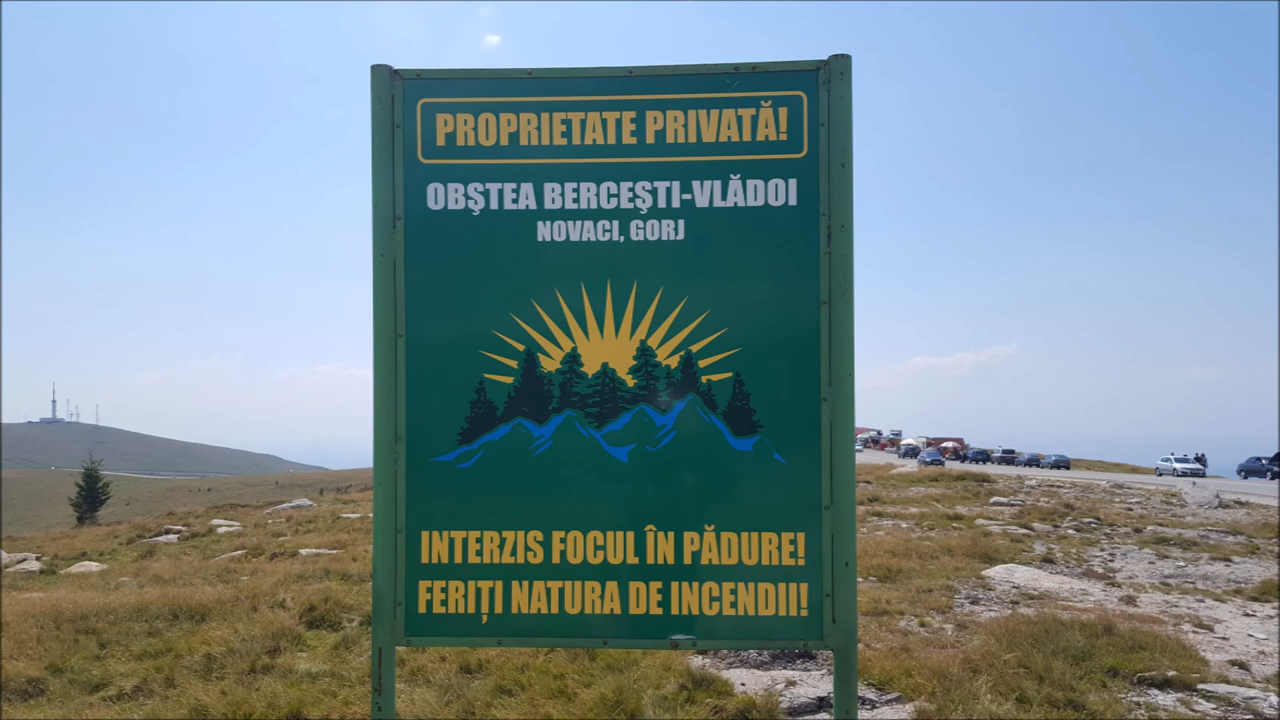 PROPRIETATE PRIVATĂ!
OBŞTEA BERCEŞTI-VLĂDOI
NOVACI, GORJ
INTERZIS FOCUL ÎN PĂDURE!
FERIȚI NATURA DE INCENDII!